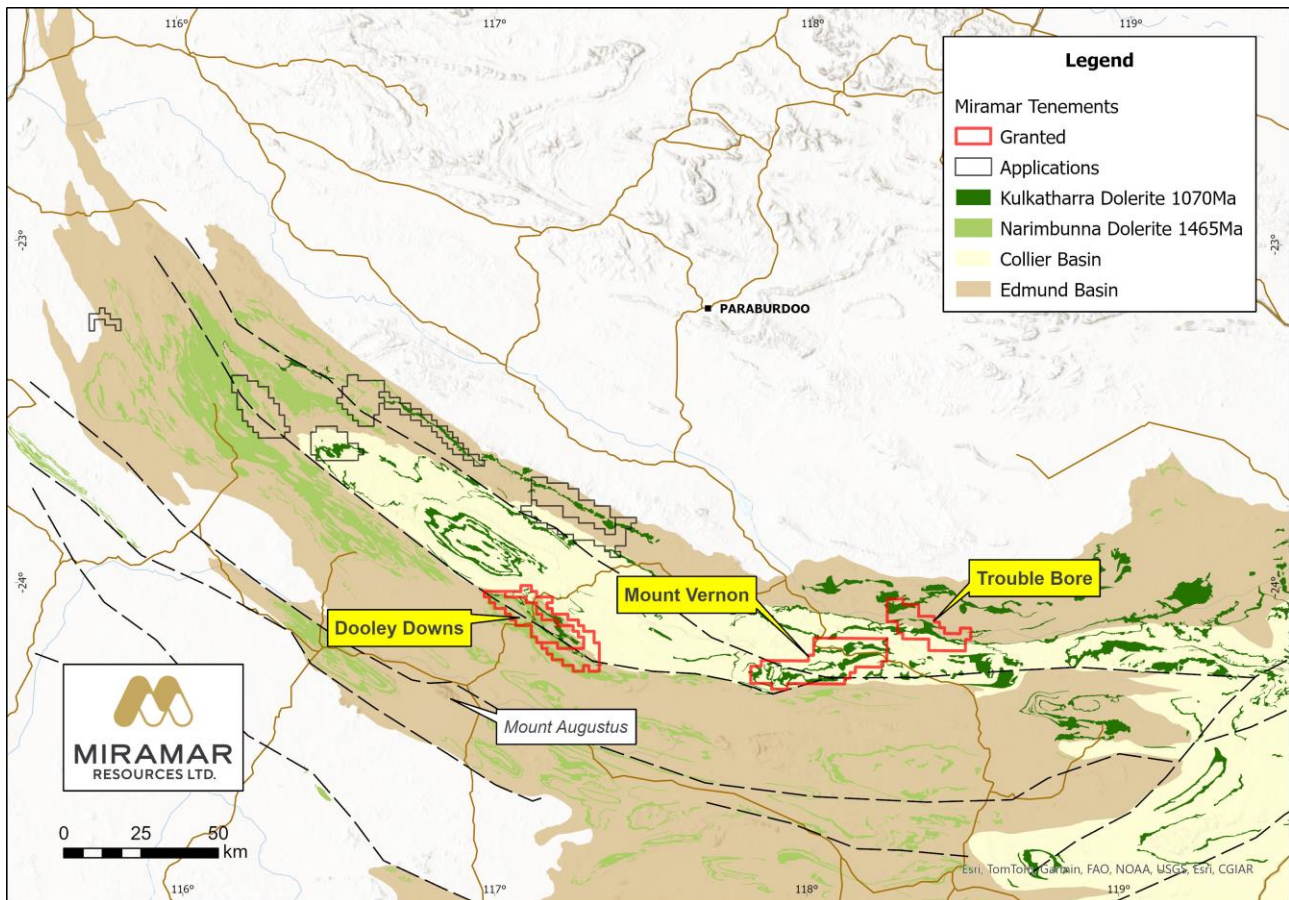 116°
117°
118°
119°
Legend
Miramar Tenements
Granted
Applications
Kulkatharra Dolerite 1070Ma
Narimbunna Dolerite 1465Ma
Collier Basin
Edmund Basin
-23°
-23°
PARABURDOO
-24°
-24°
Trouble Bore
Mount Vernon
Dooley Downs
Mount Augustus
MIRAMAR
RESOURCES LTD.
0 25 50
km
Esri, TomTom, Garmin, FAO, NOAA, USGS, Esri, CGIAR
116°
117°
118°
119°